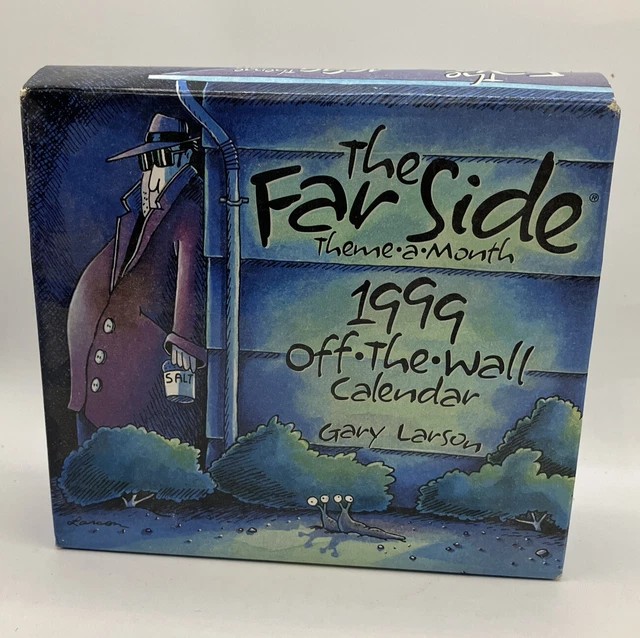 The
Far Side®
Theme•a•Month
1999
Off•The•Wall
Calendar
Gary Larson
SALT
Larson